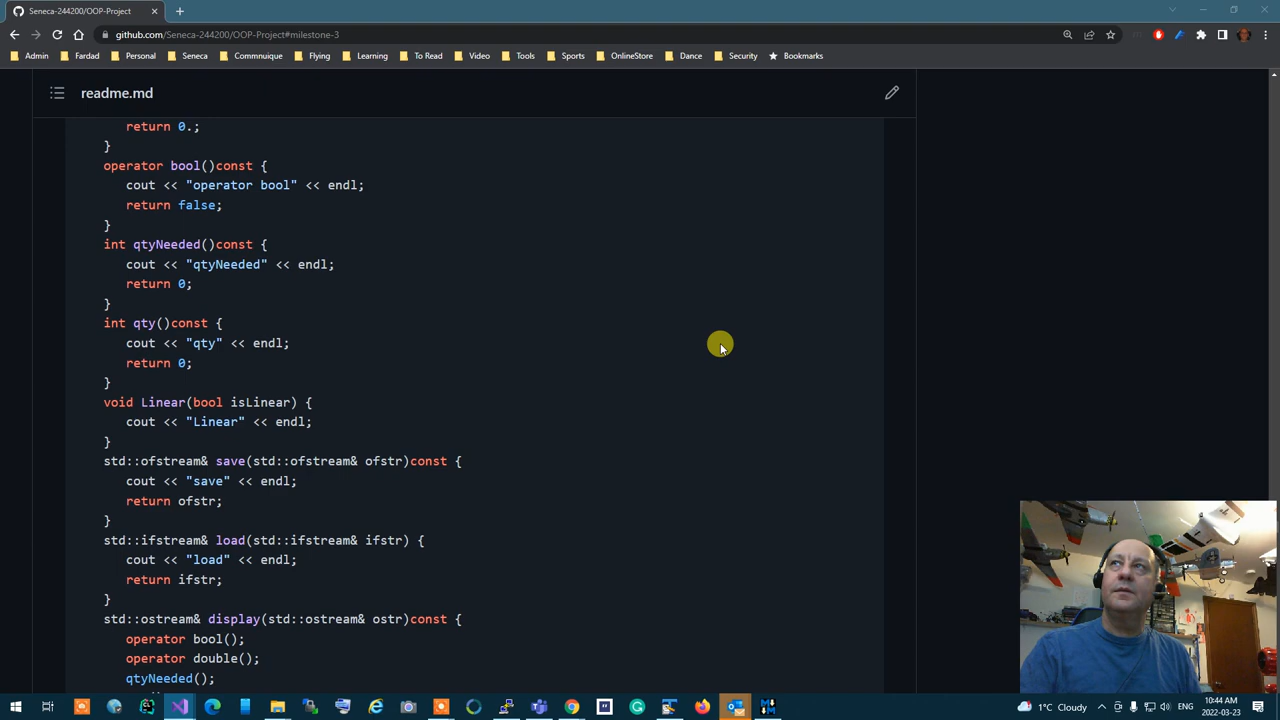 Seneca-244200/OOP-Project
github.com/Seneca-244200/OOP-Project#milestone-3
Admin Fardad Personal Seneca Commnuique Flying Learning To Read Video Tools Sports OnlineStore Dance Security Bookmarks
readme.md
return 0.;
}
operator bool()const {
cout << "operator bool" << endl;
return false;
}
int qtyNeeded()const {
cout << "qtyNeeded" << endl;
return 0;
}
int qty()const {
cout << "qty" << endl;
return 0;
}
void Linear(bool isLinear) {
cout << "Linear" << endl;
}
std::ofstream& save(std::ofstream& ofstr)const {
cout << "save" << endl;
return ofstr;
}
std::ifstream& load(std::ifstream& ifstr) {
cout << "load" << endl;
return ifstr;
}
std::ostream& display(std::ostream& ostr)const {
operator bool();
operator double();
qtyNeeded();
1°C Cloudy
ENG
10:44 AM
2022-03-23